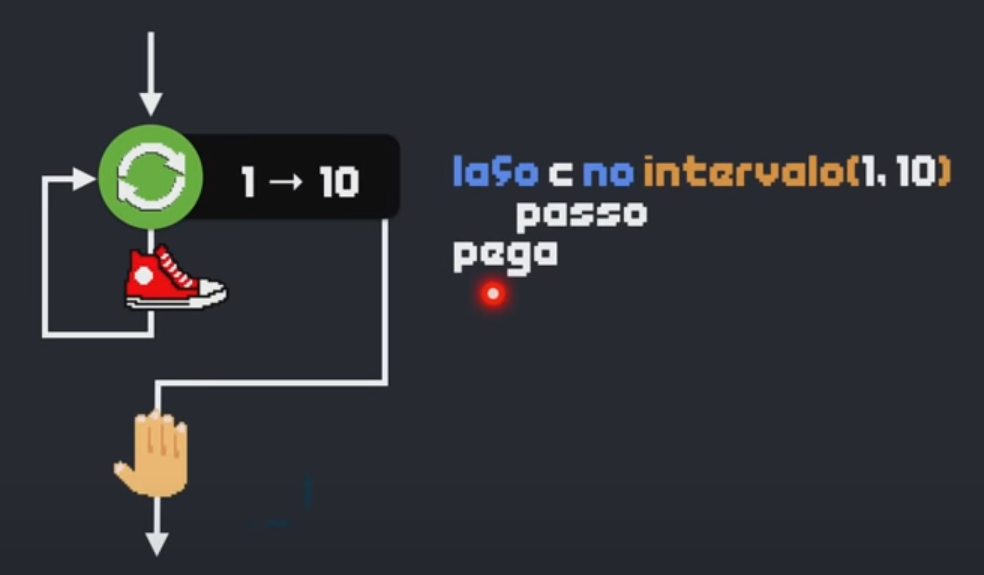 1 → 10
laço c no intervalo(1, 10)
passo
pega